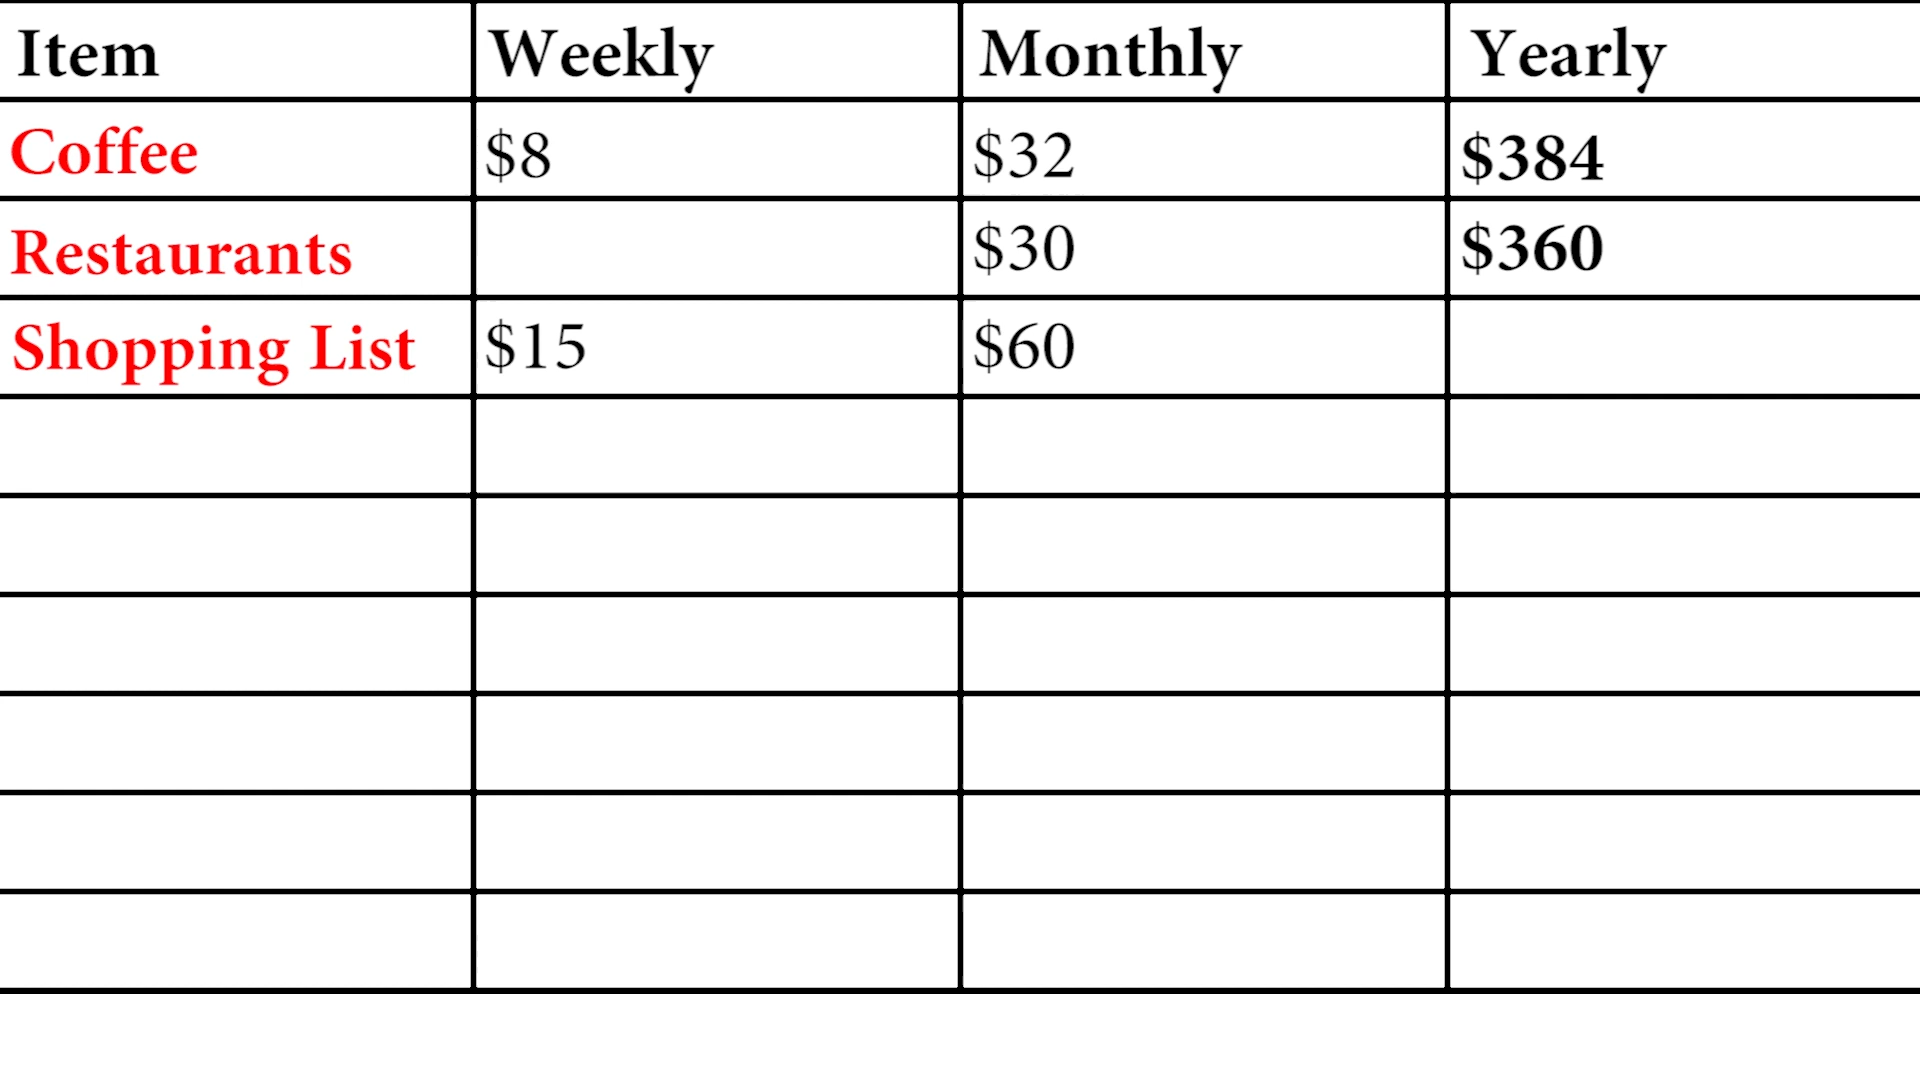 Item Weekly Monthly Yearly
Coffee $8 $32 $384
Restaurants $30 $360
Shopping List $15 $60